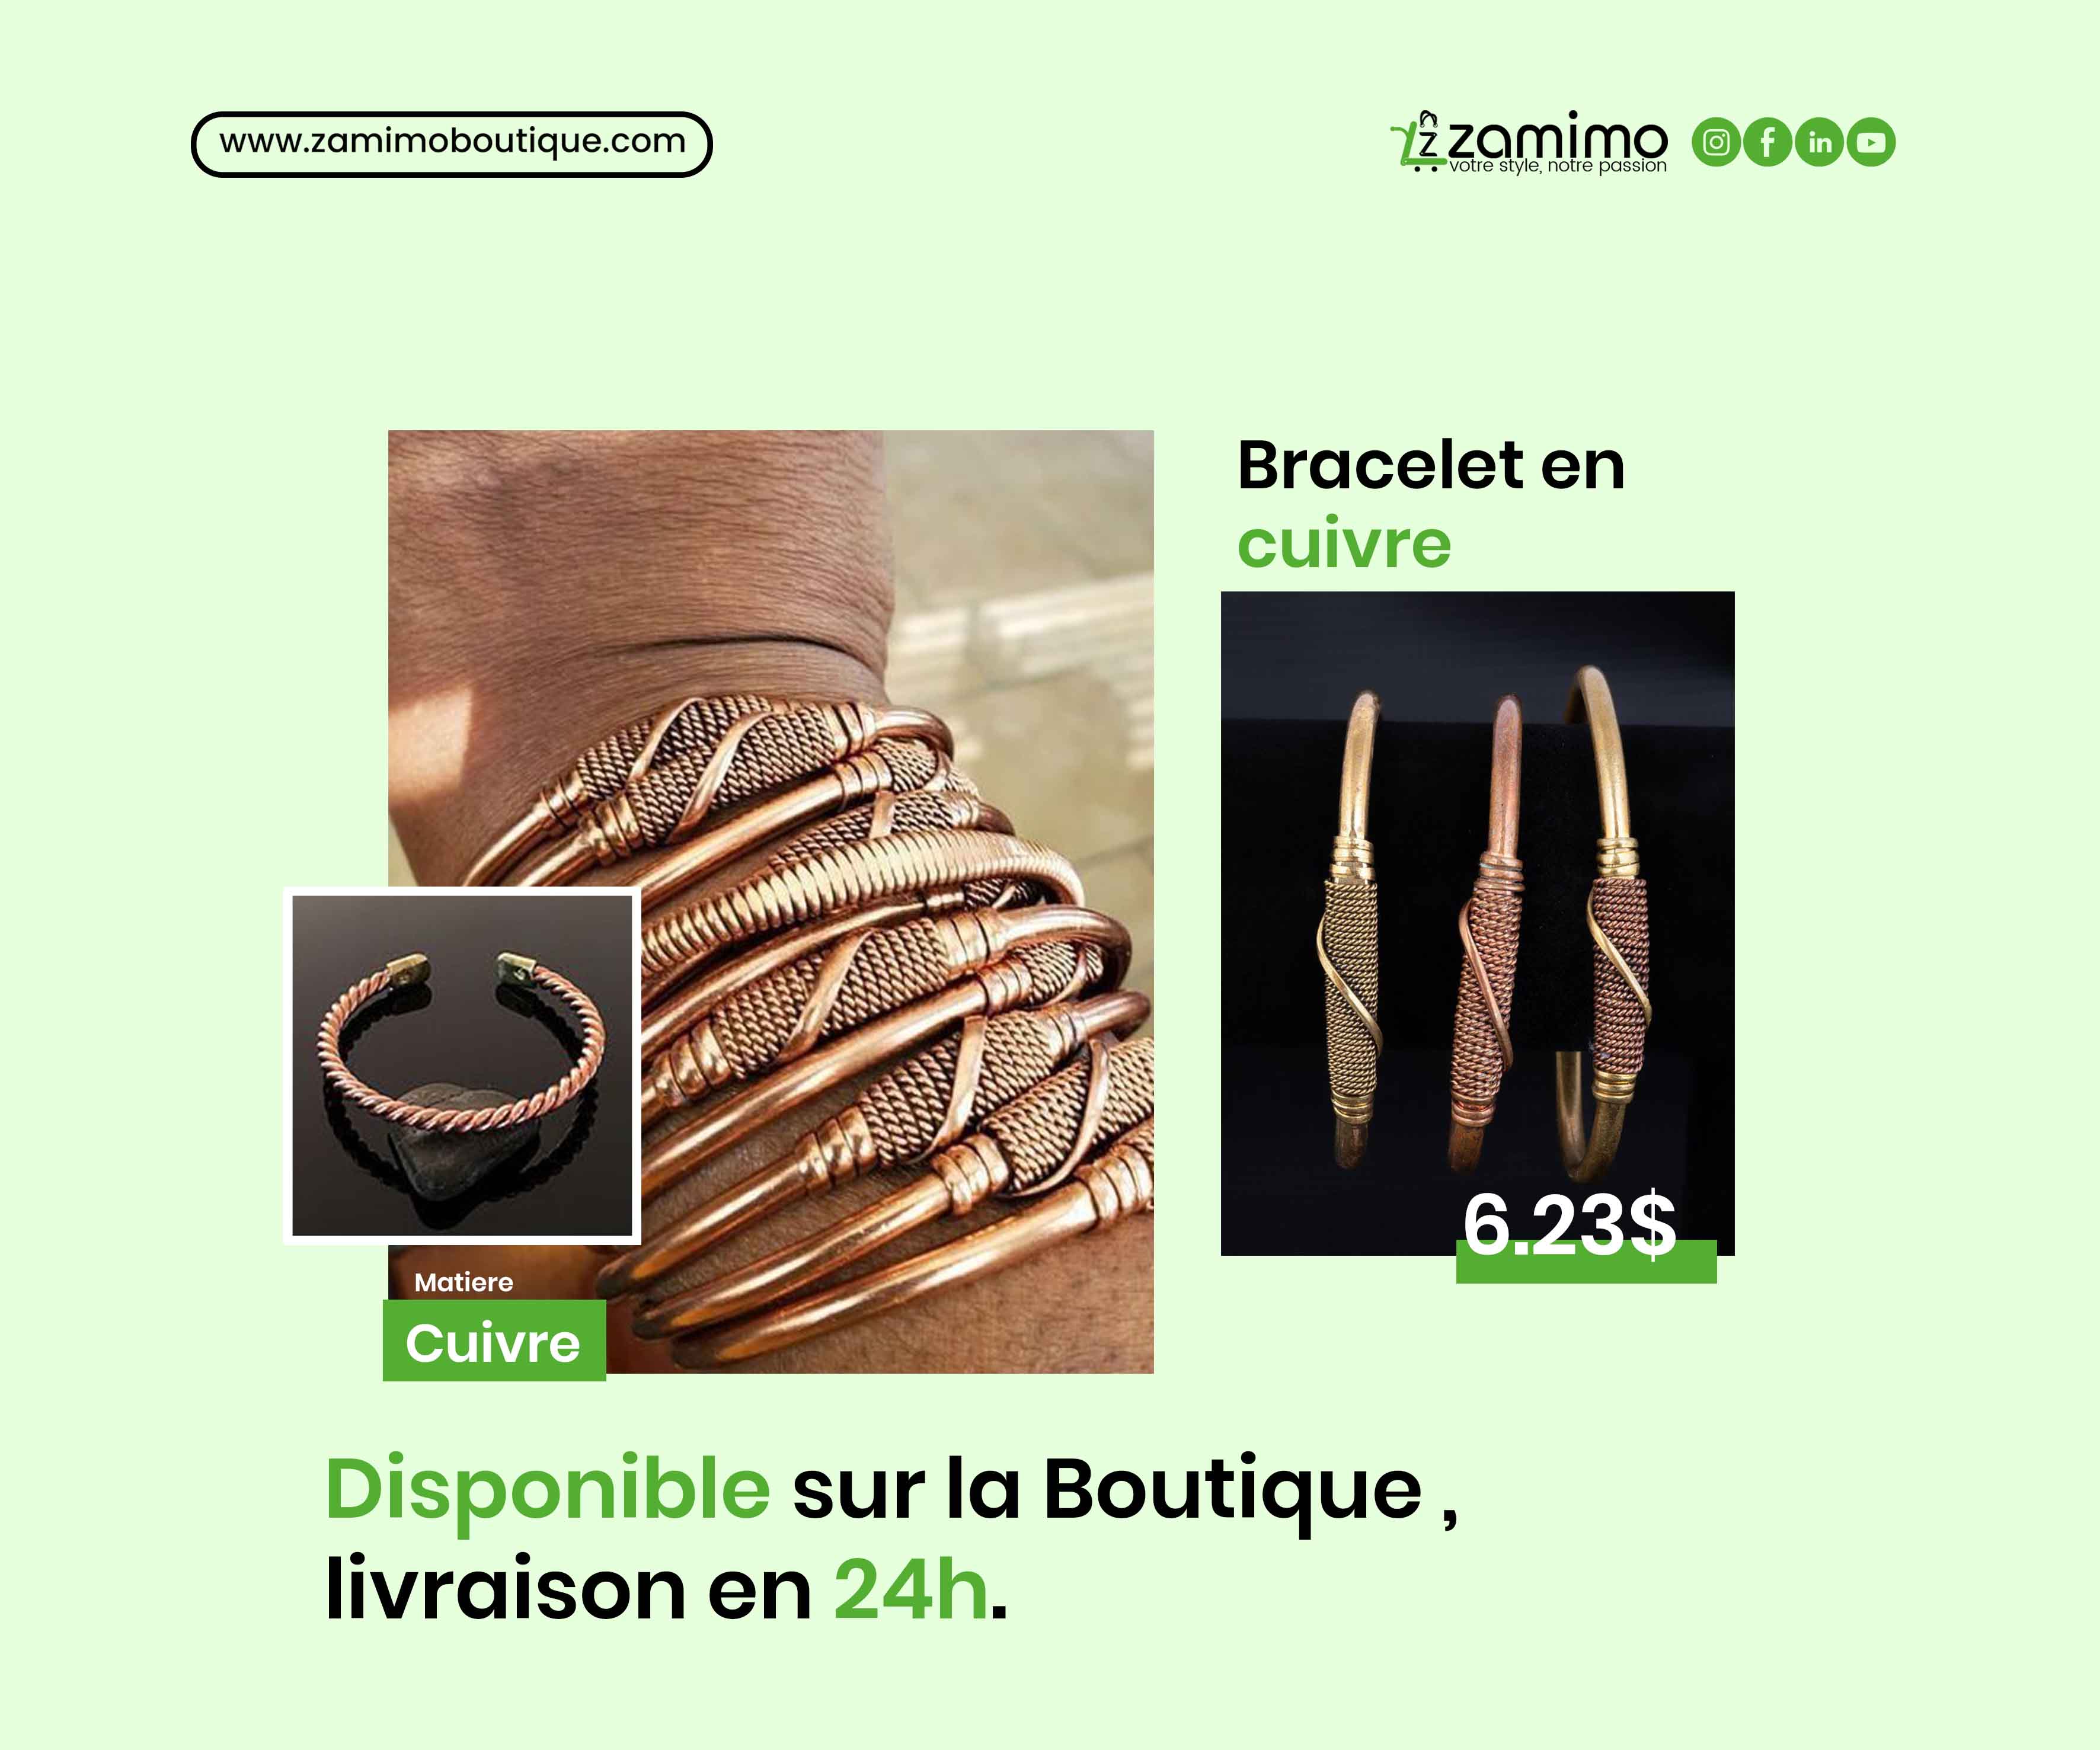 www.zamimoboutique.com
zamimo
votre style, notre passion
Bracelet en
cuivre
6.23$
Matiere
Cuivre
Disponible sur la Boutique ,
livraison en 24h.